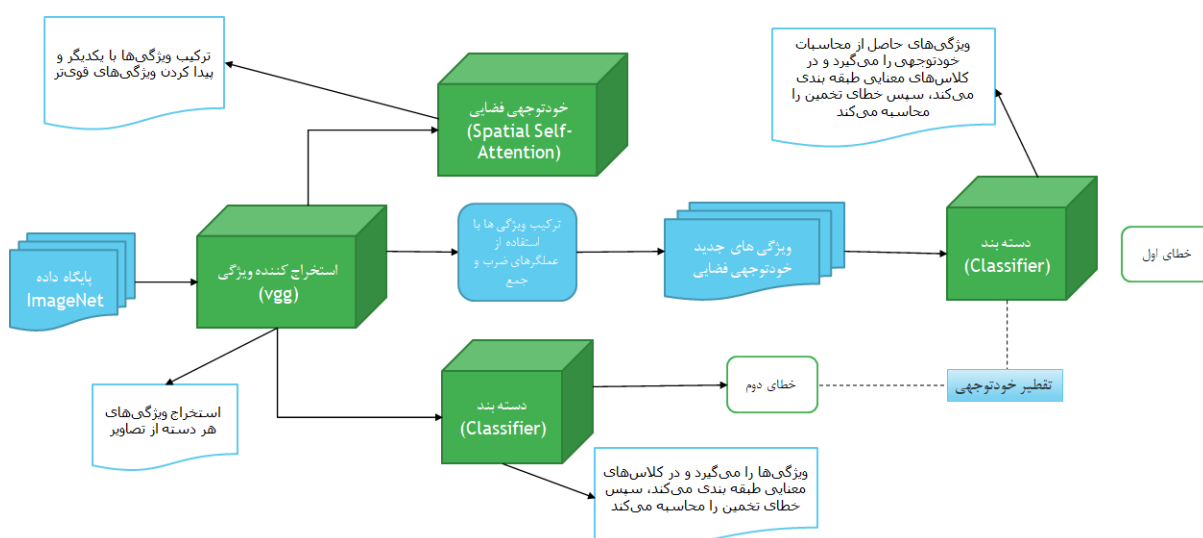 ترکیب ویژگی‌ها با یکدیگر و
پیدا کردن ویژگی‌های قوی‌تر
خودتوجهی فضایی
(Spatial Self-
Attention)
ویژگی‌های حاصل از محاسبات
خودتوجهی را می‌گیرد و در
کلاس‌های معنایی طبقه بندی
می‌کند، سپس خطای تخمین را
محاسبه می‌کند
پایگاه داده
ImageNet
استخراج کننده ویژگی
(vgg)
ترکیب ویژگی ها با
استفاده از
عملگرهای ضرب و
جمع
ویژگی های جدید
خودتوجهی فضایی
دسته بند
(Classifier)
خطای اول
استخراج ویژگی‌های
هر دسته از تصاویر
دسته بند
(Classifier)
خطای دوم
تقطیر خودتوجهی
ویژگی‌ها را می‌گیرد و در کلاس‌های
معنایی طبقه بندی می‌کند، سپس
خطای تخمین را محاسبه می‌کند